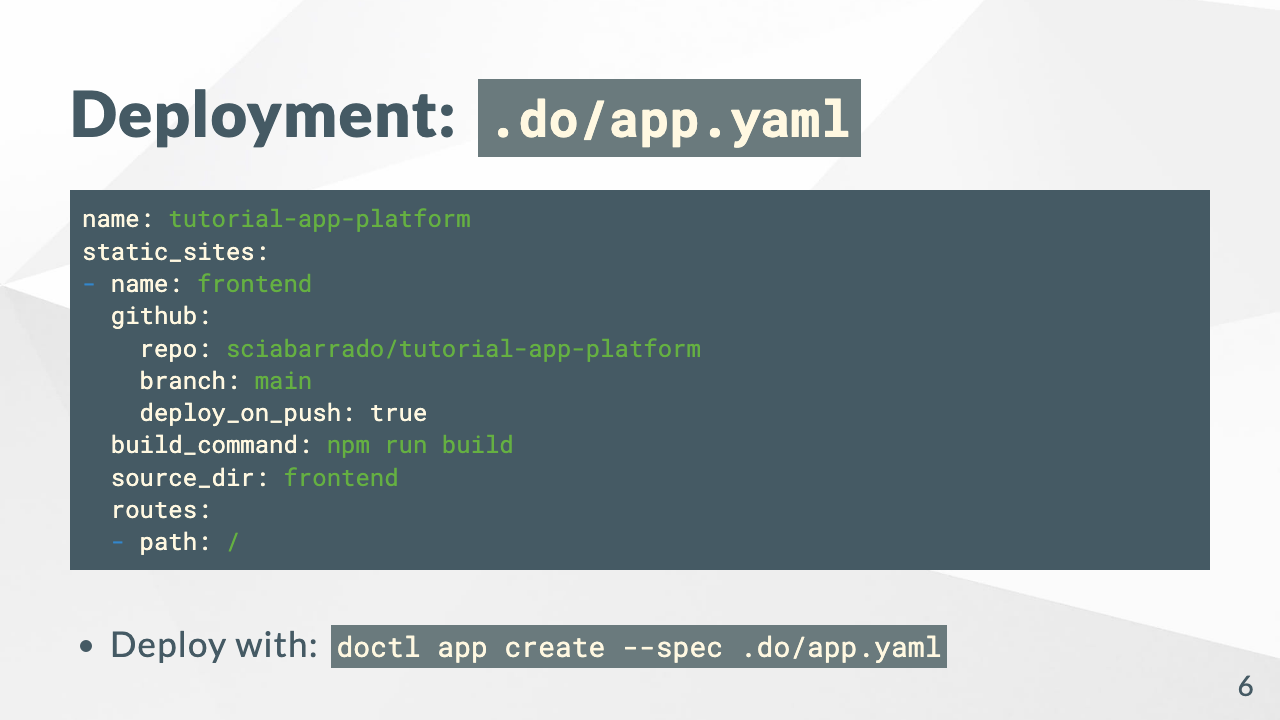 Deployment: .do/app.yaml
name: tutorial-app-platform
static_sites:
- name: frontend
  github:
    repo: sciabarrado/tutorial-app-platform
    branch: main
    deploy_on_push: true
  build_command: npm run build
  source_dir: frontend
  routes:
  - path: /
• Deploy with: doctl app create --spec .do/app.yaml
6